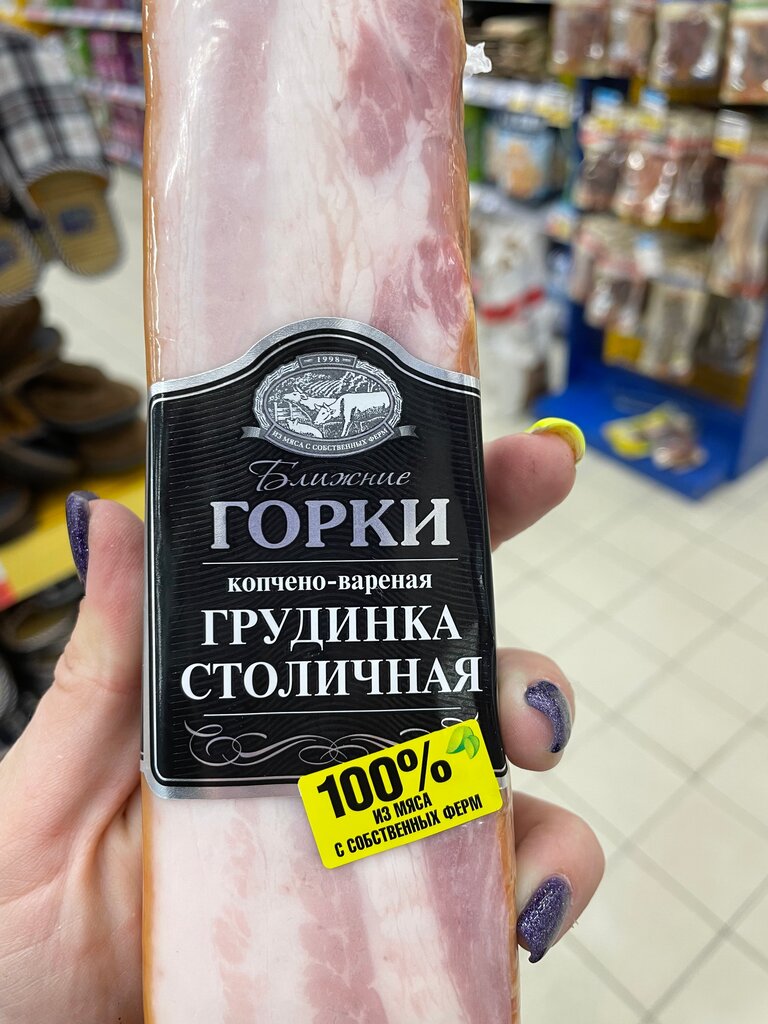 1998
ИЗ МЯСА С СОБСТВЕННЫХ ФЕРМ
Ближние
ГОРКИ
копчено-вареная
ГРУДИНКА
СТОЛИЧНАЯ
100%
ИЗ МЯСА
С СОБСТВЕННЫХ ФЕРМ